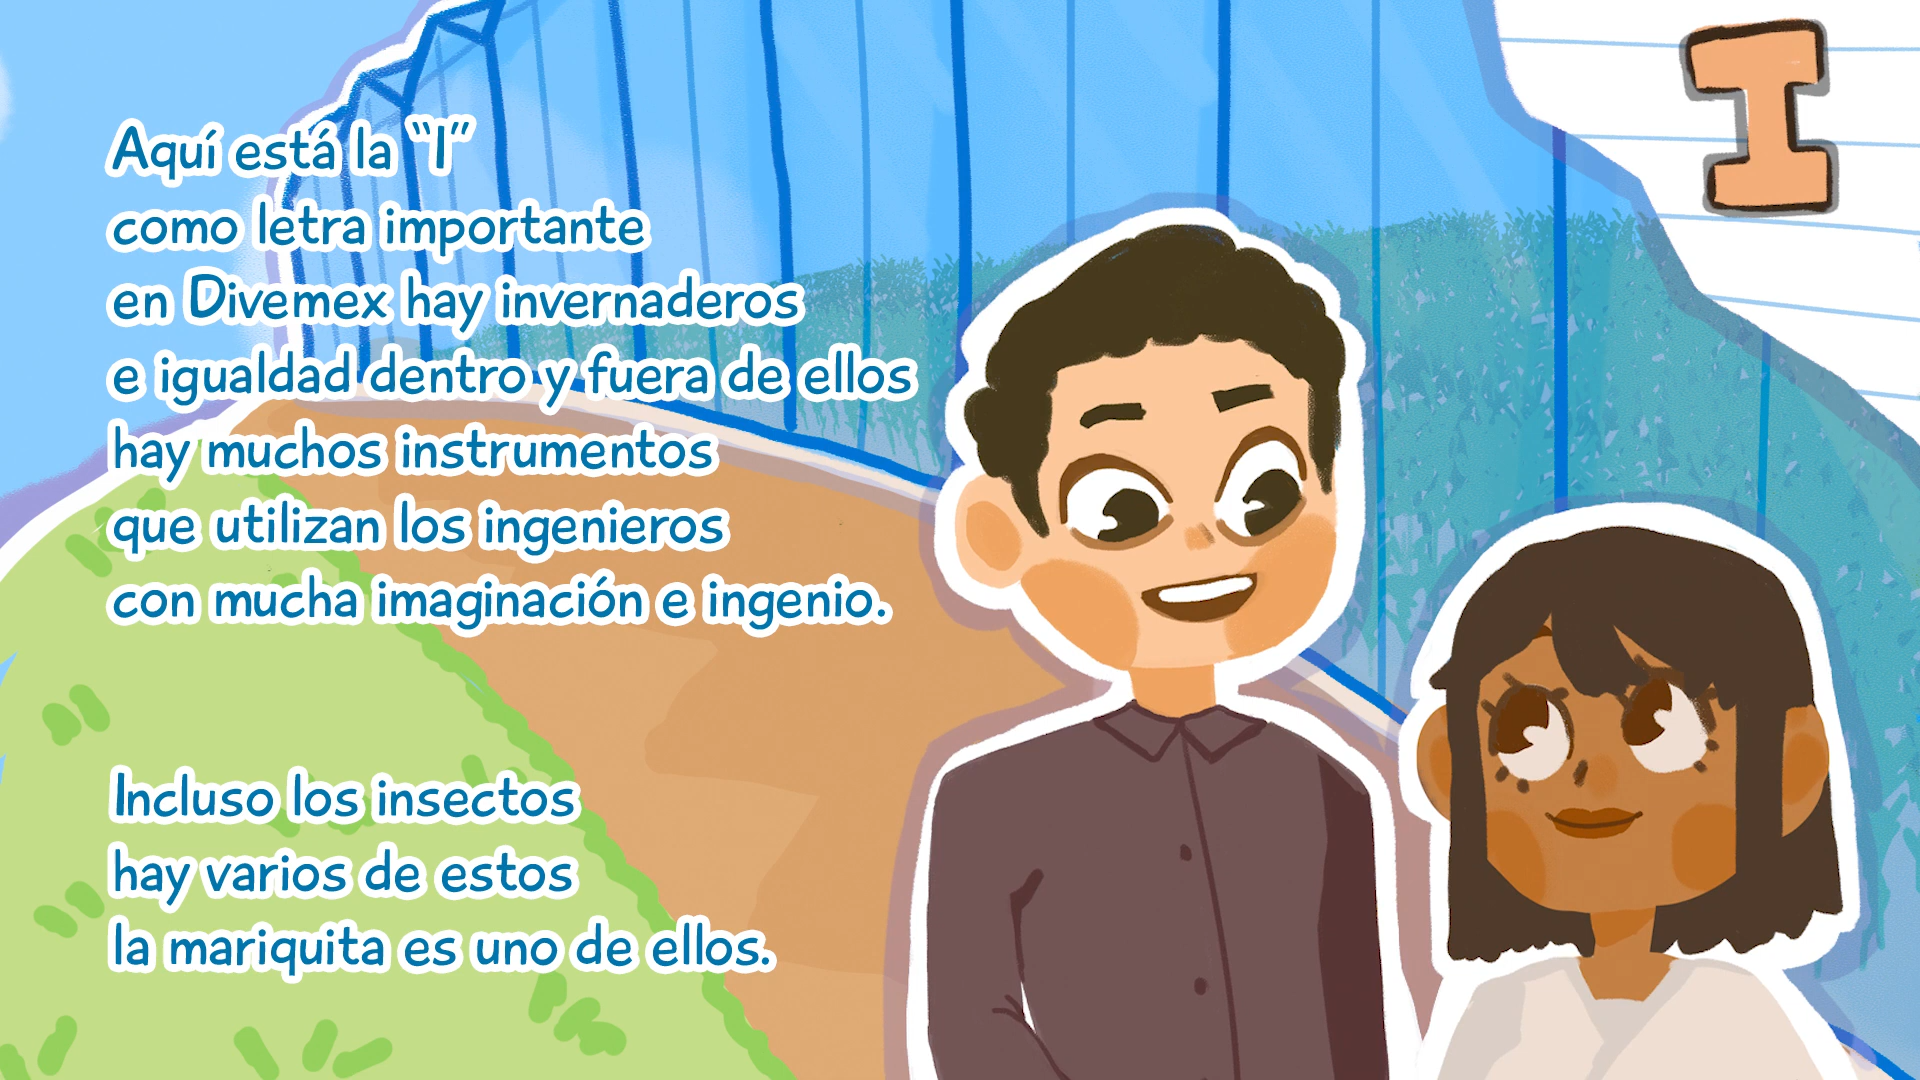 Aquí está la “I”
como letra importante
en Divemex hay invernaderos
e igualdad dentro y fuera de ellos
hay muchos instrumentos
que utilizan los ingenieros
con mucha imaginación e ingenio.
Incluso los insectos
hay varios de estos
la mariquita es uno de ellos.
I